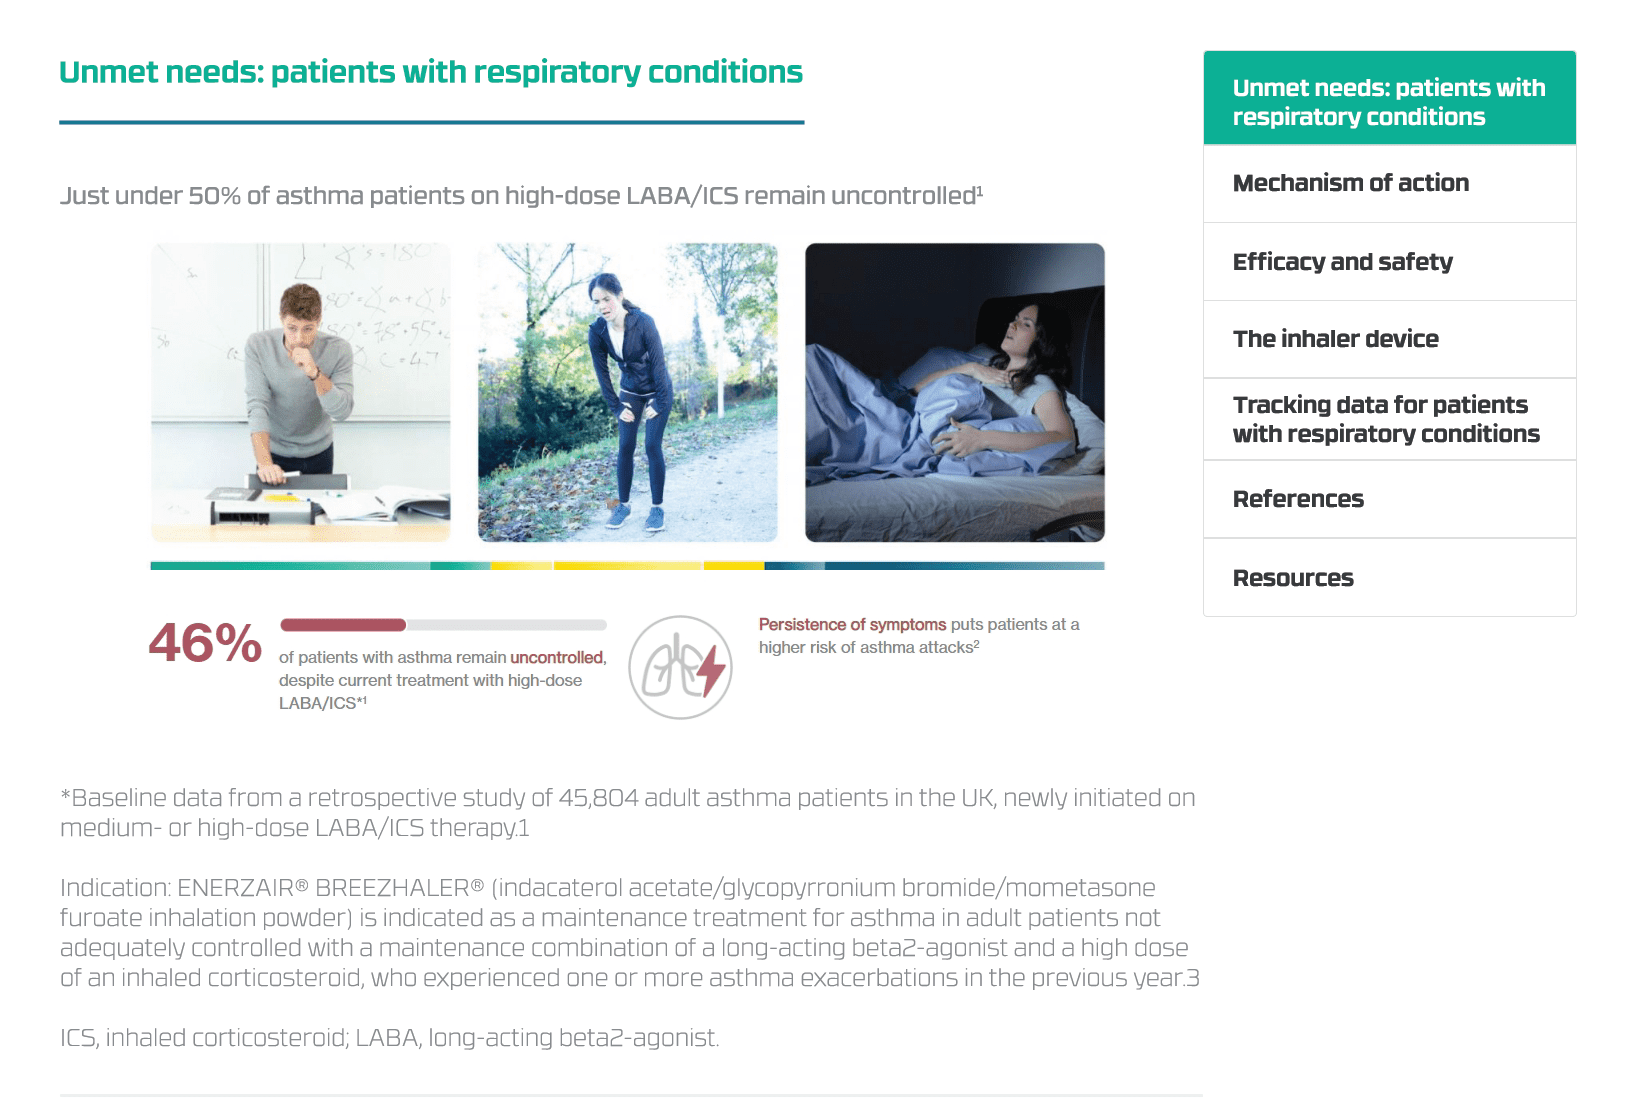 Unmet needs: patients with respiratory conditions
Just under 50% of asthma patients on high-dose LABA/ICS remain uncontrolled¹
46%
of patients with asthma remain uncontrolled,
despite current treatment with high-dose
LABA/ICS*¹
Persistence of symptoms puts patients at a
higher risk of asthma attacks²
*Baseline data from a retrospective study of 45,804 adult asthma patients in the UK, newly initiated on
medium- or high-dose LABA/ICS therapy.1
Indication: ENERZAIR® BREEZHALER® (indacaterol acetate/glycopyrronium bromide/mometasone
furoate inhalation powder) is indicated as a maintenance treatment for asthma in adult patients not
adequately controlled with a maintenance combination of a long-acting beta2-agonist and a high dose
of an inhaled corticosteroid, who experienced one or more asthma exacerbations in the previous year.3
ICS, inhaled corticosteroid; LABA, long-acting beta2-agonist.
Unmet needs: patients with
respiratory conditions
Mechanism of action
Efficacy and safety
The inhaler device
Tracking data for patients
with respiratory conditions
References
Resources